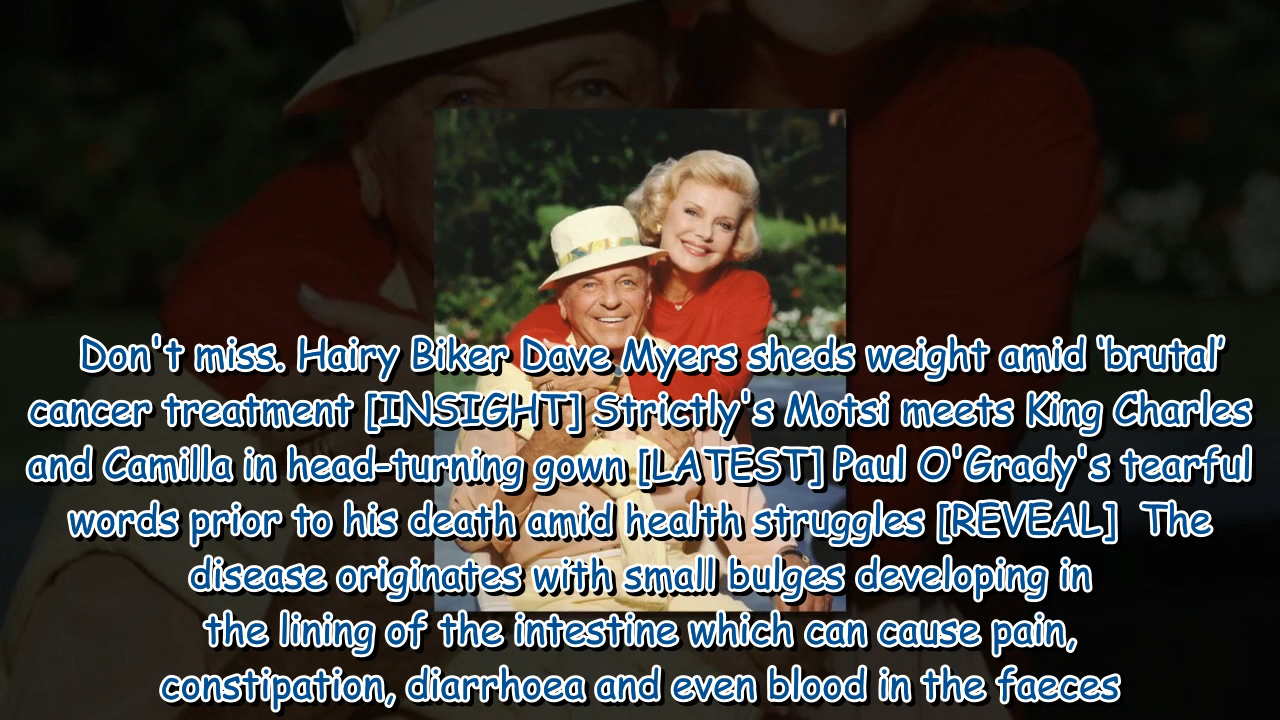 Don't miss. Hairy Biker Dave Myers sheds weight amid ‘brutal’
cancer treatment [INSIGHT] Strictly's Motsi meets King Charles
and Camilla in head-turning gown [LATEST] Paul O'Grady's tearful
words prior to his death amid health struggles [REVEAL]  The
disease originates with small bulges developing in
the lining of the intestine which can cause pain,
constipation, diarrhoea and even blood in the faeces